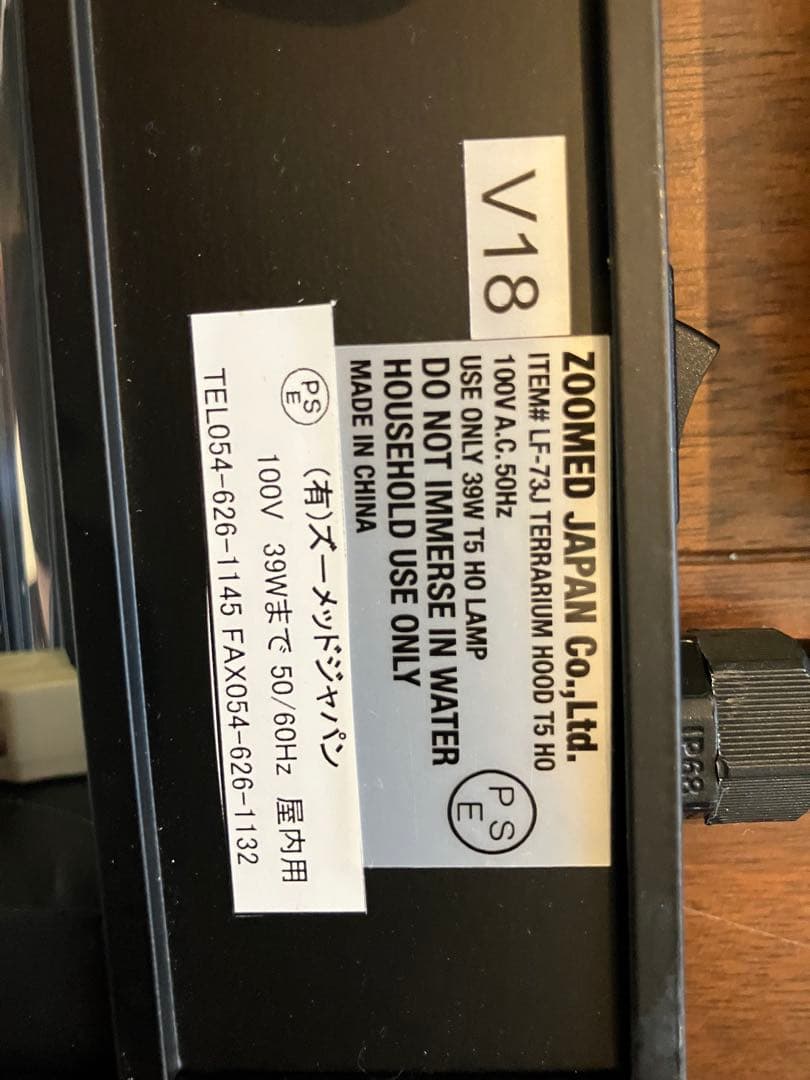 V18
ZOOMED JAPAN Co.,Ltd.
ITEM# LF-73J TERRARIUM HOOD T5 HO
100V A.C. 50Hz
USE ONLY 39W T5 HO LAMP
DO NOT IMMERSE IN WATER
HOUSEHOLD USE ONLY
MADE IN CHINA
PS
E
(有)ズーメッドジャパン
PS
E
100V 39Wまで 50/60Hz 屋内用
TEL054-626-1145 FAX054-626-1132
IP68